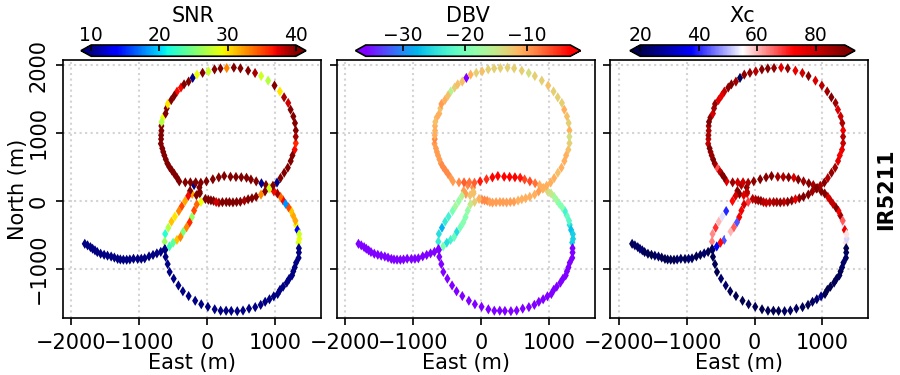 SNR DBV Xc
10 20 30 40 −30 −20 −10 20 40 60 80
2000
1000
0
−1000
North (m)
−2000 −1000 0 1000 −2000 −1000 0 1000 −2000 −1000 0 1000
East (m) East (m) East (m)
IR5211